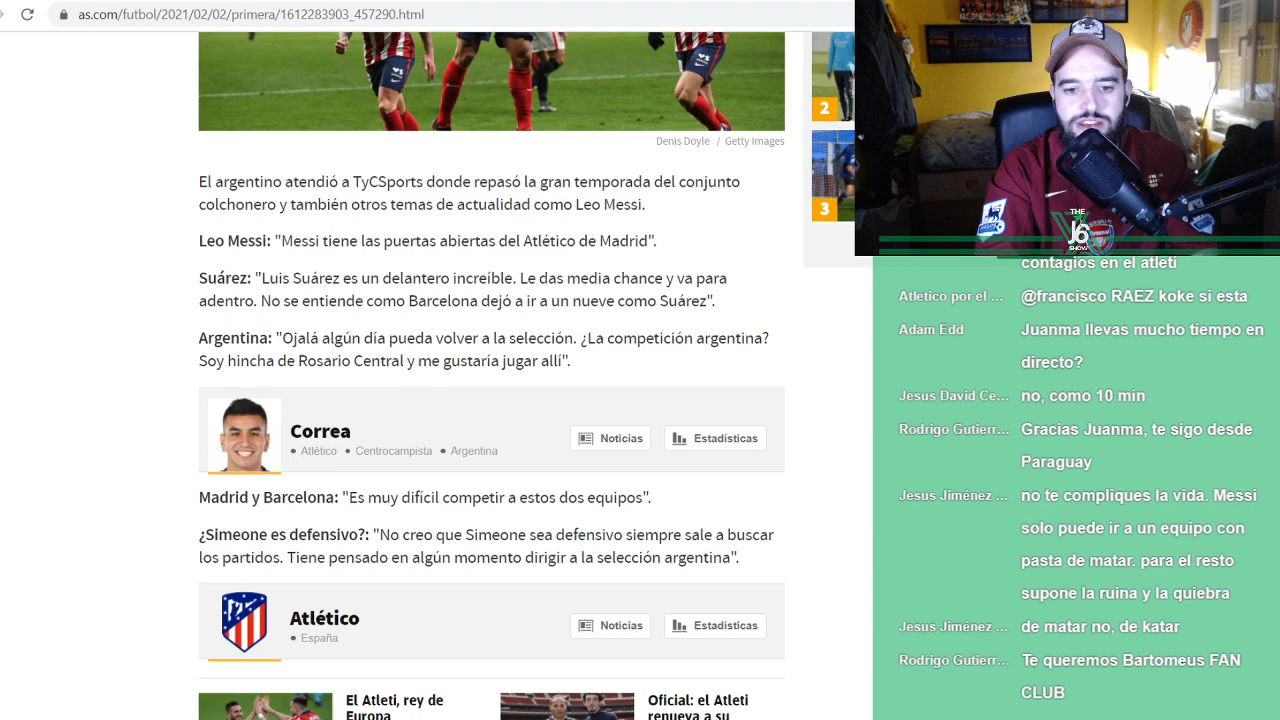 as.com/futbol/2021/02/02/primera/1612283903_457290.html
Denis Doyle / Getty Images
El argentino atendió a TyCSports donde repasó la gran temporada del conjunto
colchonero y también otros temas de actualidad como Leo Messi.
Leo Messi: "Messi tiene las puertas abiertas del Atlético de Madrid".
Suárez: "Luis Suárez es un delantero increíble. Le das media chance y va para
adentro. No se entiende como Barcelona dejó a ir a un nueve como Suárez".
Argentina: "Ojalá algún día pueda volver a la selección. ¿La competición argentina?
Soy hincha de Rosario Central y me gustaría jugar allí".
Correa
• Atlético • Centrocampista • Argentina
Noticias
Estadísticas
Madrid y Barcelona: "Es muy difícil competir a estos dos equipos".
¿Simeone es defensivo?: "No creo que Simeone sea defensivo siempre sale a buscar
los partidos. Tiene pensado en algún momento dirigir a la selección argentina".
Atlético
• España
Noticias
Estadísticas
El Atleti, rey de
Europa
Oficial: el Atleti
renueva a su
2
3
THE
J6
SHOW
Arsenal
contagios en el atleti
Atletico por el ... @francisco RAEZ koke si esta
Adam Edd Juanma llevas mucho tiempo en
directo?
Jesus David Ce... no, como 10 min
Rodrigo Gutierr... Gracias Juanma, te sigo desde
Paraguay
Jesus Jiménez ... no te compliques la vida. Messi
solo puede ir a un equipo con
pasta de matar. para el resto
supone la ruina y la quiebra
Jesus Jiménez ... de matar no, de katar
Rodrigo Gutierr... Te queremos Bartomeus FAN
CLUB